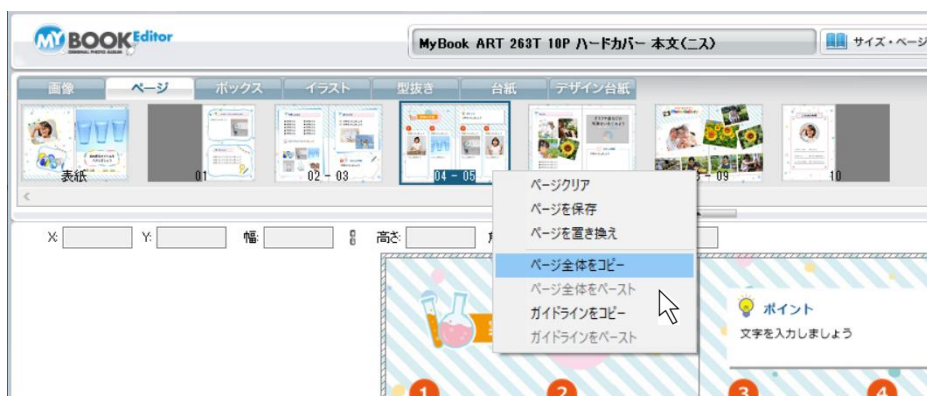 MY BOOK Editor
MyBook ART 263T 10P ハードカバー 本文(ニス)
サイズ・ページ
画像 ページ ボックス イラスト 型抜き 台紙 デザイン台紙
表紙 01 02 - 03 04 - 05 - 09 10
ページクリア
ページを保存
ページを置き換え
X: Y: 幅: 高さ:
ページ全体をコピー
ページ全体をペースト
ガイドラインをコピー
ガイドラインをペースト
ポイント
文字を入力しましょう
1 2 3 4